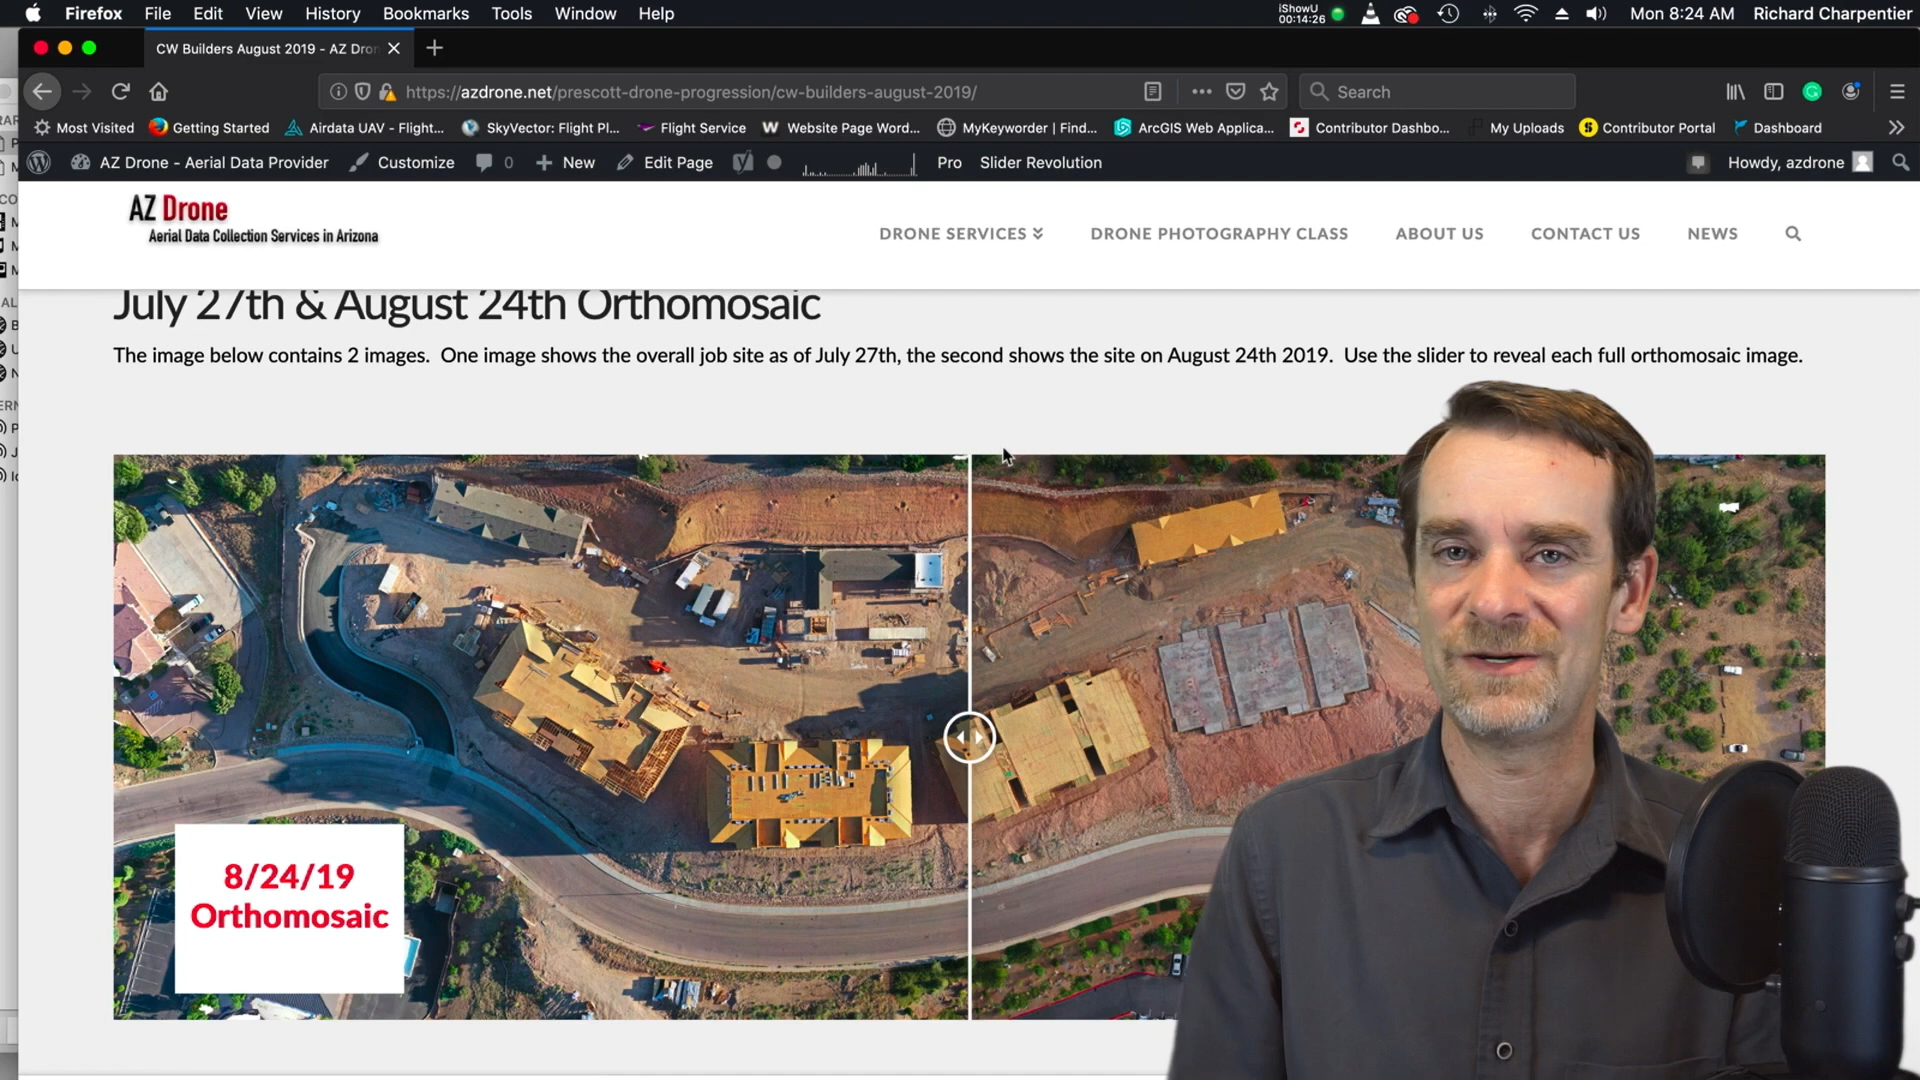 Firefox File Edit View History Bookmarks Tools Window Help iShowU 00:14:26 Mon 8:24 AM Richard Charpentier
CW Builders August 2019 - AZ Dro
https://azdrone.net/prescott-drone-progression/cw-builders-august-2019/ Search
Most Visited Getting Started Airdata UAV - Flight... SkyVector: Flight Pl... Flight Service Website Page Word... MyKeyworder | Find... ArcGIS Web Applica... Contributor Dashbo... My Uploads Contributor Portal Dashboard
AZ Drone - Aerial Data Provider Customize 0 New Edit Page Pro Slider Revolution Howdy, azdrone
AZ Drone
Aerial Data Collection Services in Arizona
DRONE SERVICES DRONE PHOTOGRAPHY CLASS ABOUT US CONTACT US NEWS
July 27th & August 24th Orthomosaic
The image below contains 2 images. One image shows the overall job site as of July 27th, the second shows the site on August 24th 2019. Use the slider to reveal each full orthomosaic image.
8/24/19
Orthomosaic